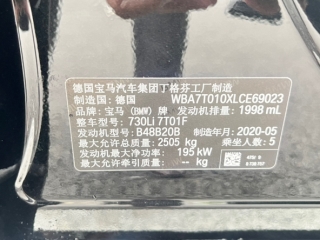 德国宝马汽车集团丁格芬工厂制造
制造国：德国 WBA7T010XLCE69023
品牌：宝马 (BMW) 牌 发动机排量：1998 mL
整车型号：730Li 7T01F
发动机型号：B48B20B 制造年月：2020-05
最大允许总质量：2505 kg 乘坐人数：5
发动机最大净功率：195 kW
最大允许牵引质量：-- kg